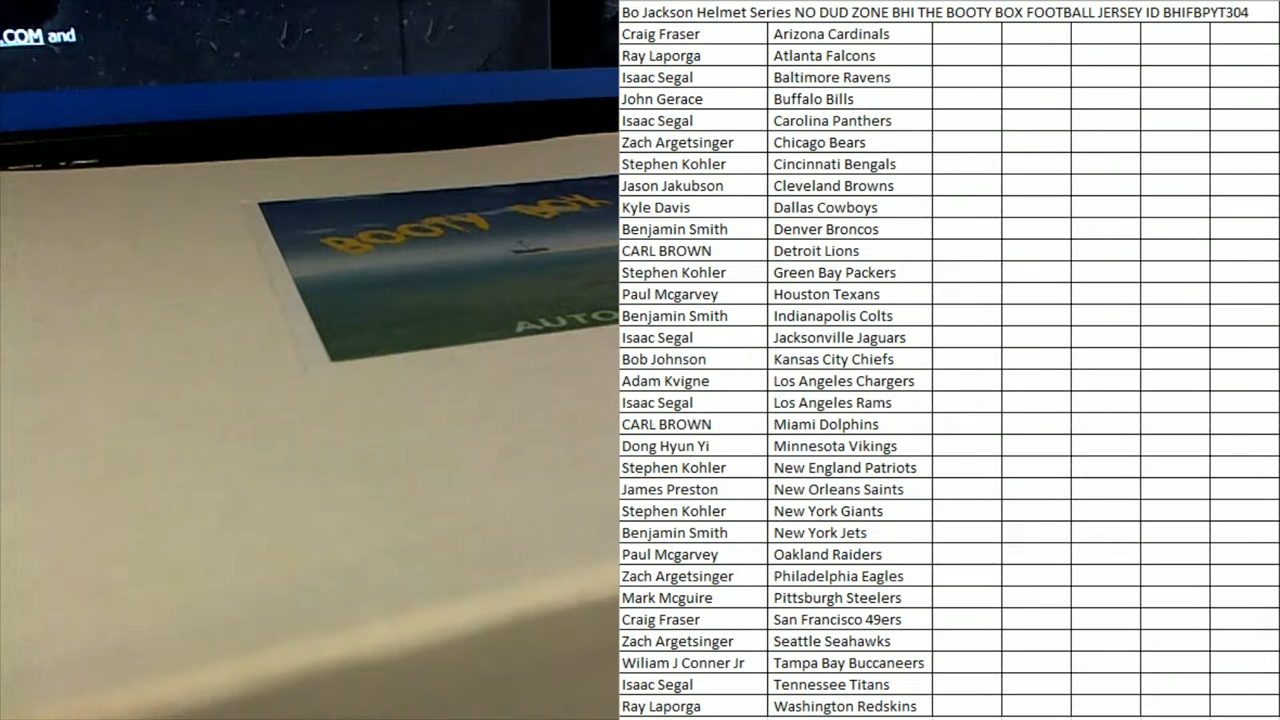 .COM and
BOOTY BOX
AUTO
Bo Jackson Helmet Series NO DUD ZONE BHI THE BOOTY BOX FOOTBALL JERSEY ID BHIFBPYT304
Craig Fraser Arizona Cardinals
Ray Laporga Atlanta Falcons
Isaac Segal Baltimore Ravens
John Gerace Buffalo Bills
Isaac Segal Carolina Panthers
Zach Argetsinger Chicago Bears
Stephen Kohler Cincinnati Bengals
Jason Jakubson Cleveland Browns
Kyle Davis Dallas Cowboys
Benjamin Smith Denver Broncos
CARL BROWN Detroit Lions
Stephen Kohler Green Bay Packers
Paul Mcgarvey Houston Texans
Benjamin Smith Indianapolis Colts
Isaac Segal Jacksonville Jaguars
Bob Johnson Kansas City Chiefs
Adam Kvigne Los Angeles Chargers
Isaac Segal Los Angeles Rams
CARL BROWN Miami Dolphins
Dong Hyun Yi Minnesota Vikings
Stephen Kohler New England Patriots
James Preston New Orleans Saints
Stephen Kohler New York Giants
Benjamin Smith New York Jets
Paul Mcgarvey Oakland Raiders
Zach Argetsinger Philadelphia Eagles
Mark Mcguire Pittsburgh Steelers
Craig Fraser San Francisco 49ers
Zach Argetsinger Seattle Seahawks
Wiliam J Conner Jr Tampa Bay Buccaneers
Isaac Segal Tennessee Titans
Ray Laporga Washington Redskins